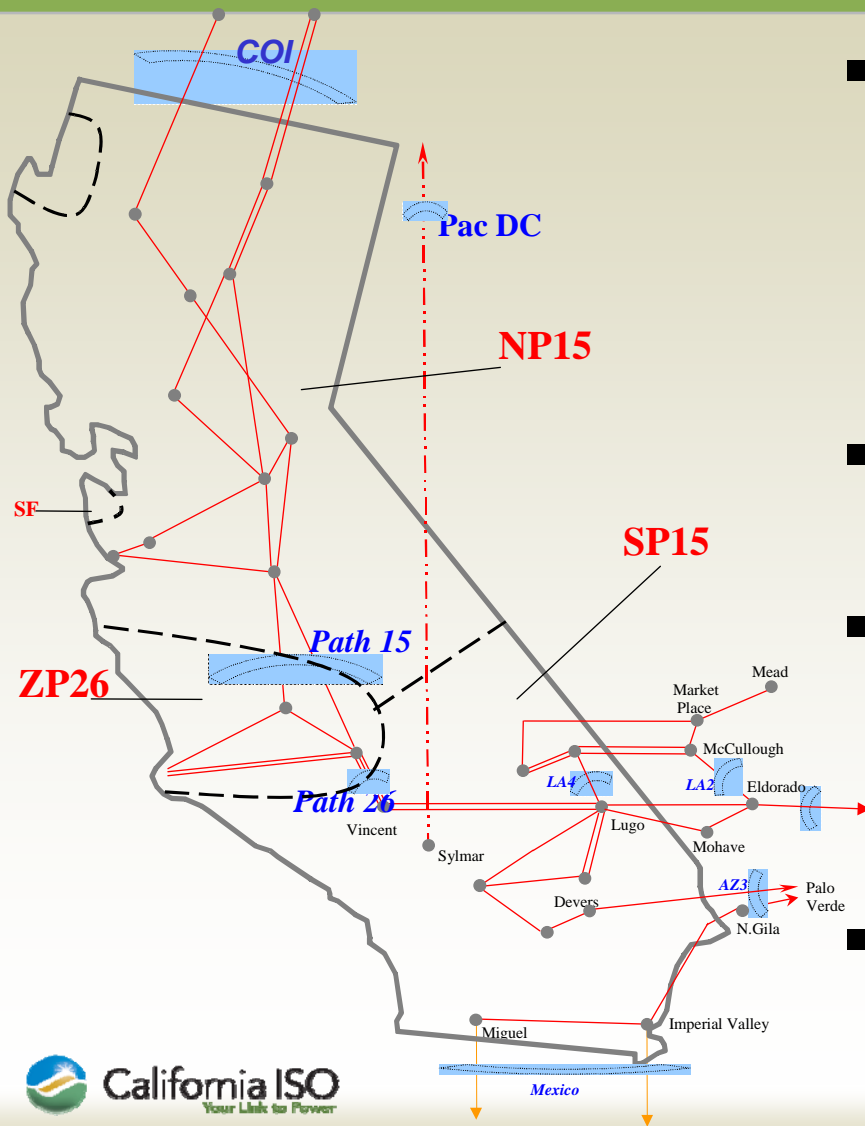 COI
Pac DC
NP15
SF
SP15
Path 15
ZP26
Mead
Market
Place
McCullough
LA4
LA2
Eldorado
Path 26
Vincent
Lugo
Mohave
Sylmar
AZ3
Palo
Verde
Devers
N.Gila
Miguel
Imperial Valley
Mexico
California ISO
Your Link to Power